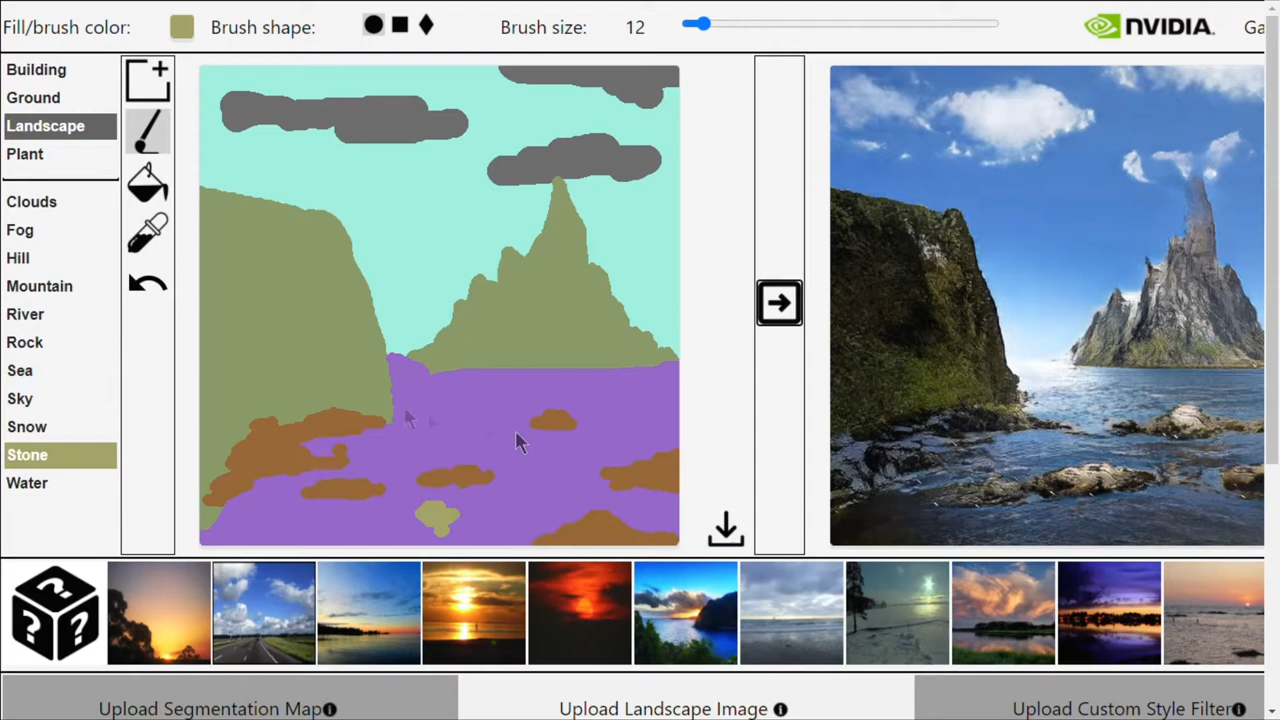 Fill/brush color: Brush shape: Brush size: 12 NVIDIA. Ga
Building
Ground
Landscape
Plant
Clouds
Fog
Hill
Mountain
River
Rock
Sea
Sky
Snow
Stone
Water
? ? ?
Upload Segmentation Map i Upload Landscape Image i Upload Custom Style Filter i